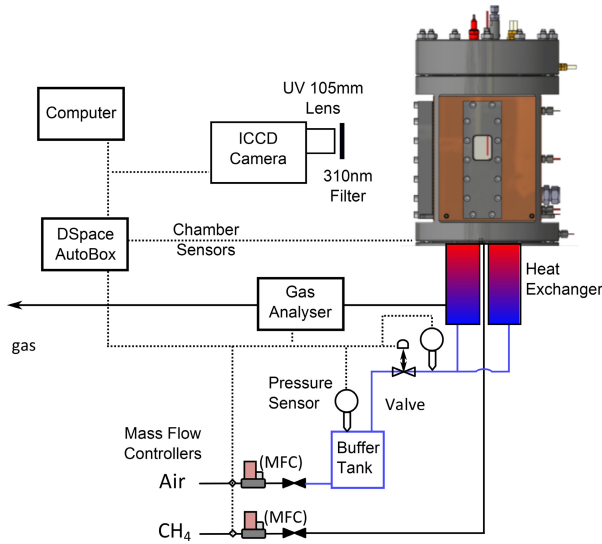 UV 105mm
Lens
Computer
ICCD
Camera
310nm
Filter
DSpace
AutoBox
Chamber
Sensors
Heat
Exchanger
Gas
Analyser
gas
Pressure
Sensor
Valve
Mass Flow
Controllers
Buffer
Tank
(MFC)
Air
(MFC)
CH4